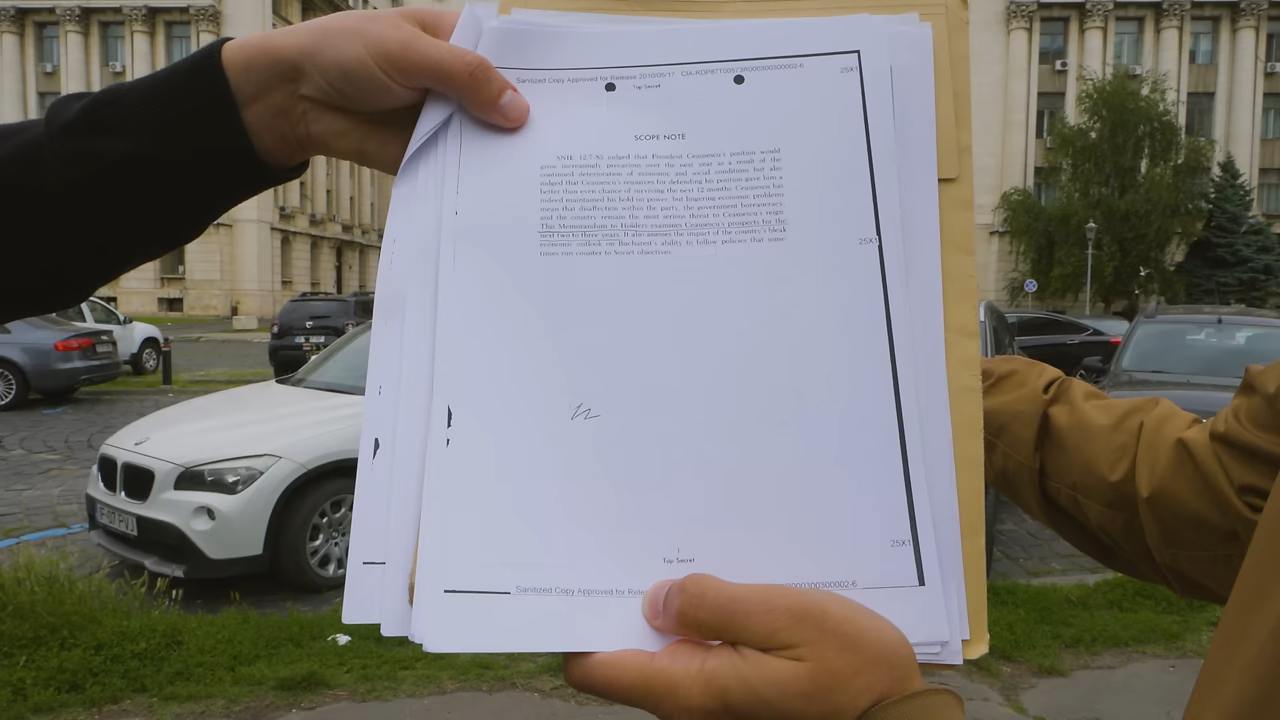 Sanitized Copy Approved for Release 2010/05/17 CIA-RDP87T00573R000300300002-6
25X1
Top Secret
SCOPE NOTE
SNIE 12.7-85 judged that President Ceausescu's position would
grow increasingly precarious over the next year as a result of the
continued deterioration of economic and social conditions but also
judged that Ceausescu's resources for defending his position gave him a
better than even chance of surviving the next 12 months. Ceausescu has
indeed maintained his hold on power, but lingering economic problems
mean that disaffection within the party, the government bureaucracy,
and the country remain the most serious threat to Ceausescu's reign.
This Memorandum to Holders examines Ceausescu's prospects for the
next two to three years. It also assesses the impact of the country's bleak
economic outlook on Bucharest's ability to follow policies that some
times run counter to Soviet objectives.
25X1
25X1
1
Top Secret
Sanitized Copy Approved for Rele
R000300300002-6
IF·07·PVJ